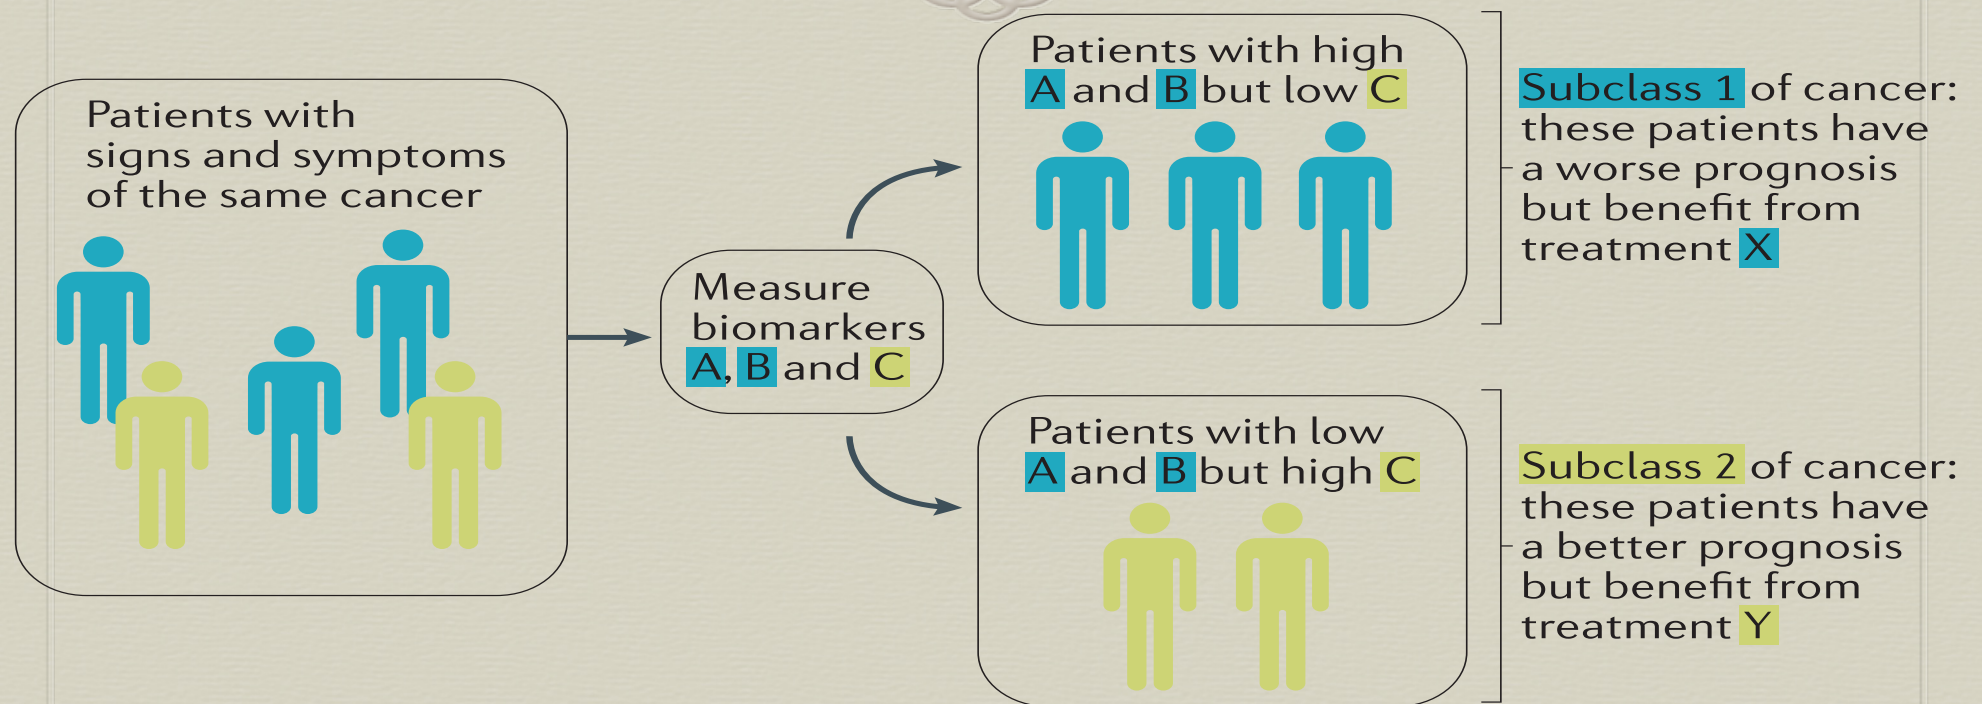 Patients with
signs and symptoms
of the same cancer
Measure
biomarkers
A, B and C
Patients with high
A and B but low C
Subclass 1 of cancer:
these patients have
a worse prognosis
but benefit from
treatment X
Patients with low
A and B but high C
Subclass 2 of cancer:
these patients have
a better prognosis
but benefit from
treatment Y